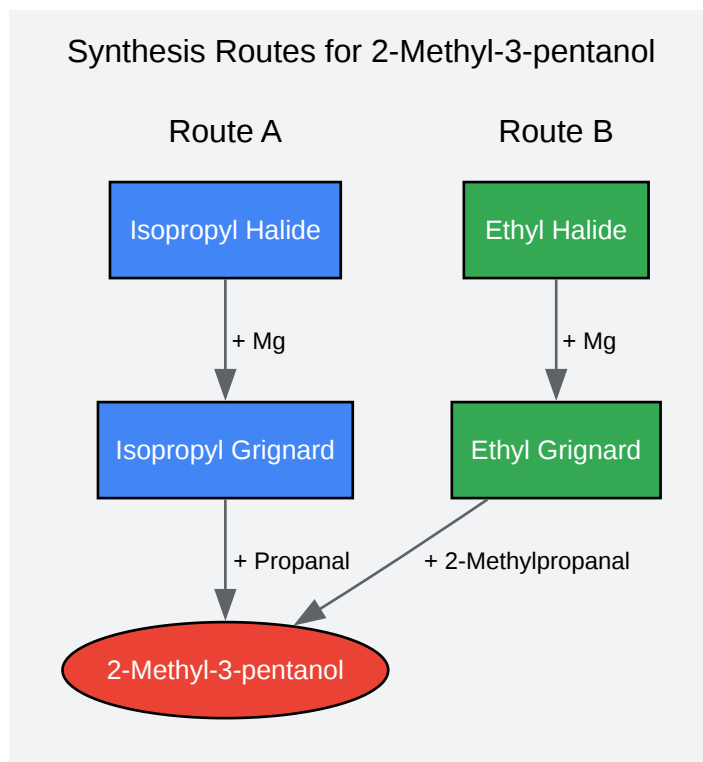 Synthesis Routes for 2-Methyl-3-pentanol
Route A
Route B
Isopropyl Halide
Ethyl Halide
+ Mg
+ Mg
Isopropyl Grignard
Ethyl Grignard
+ Propanal
+ 2-Methylpropanal
2-Methyl-3-pentanol